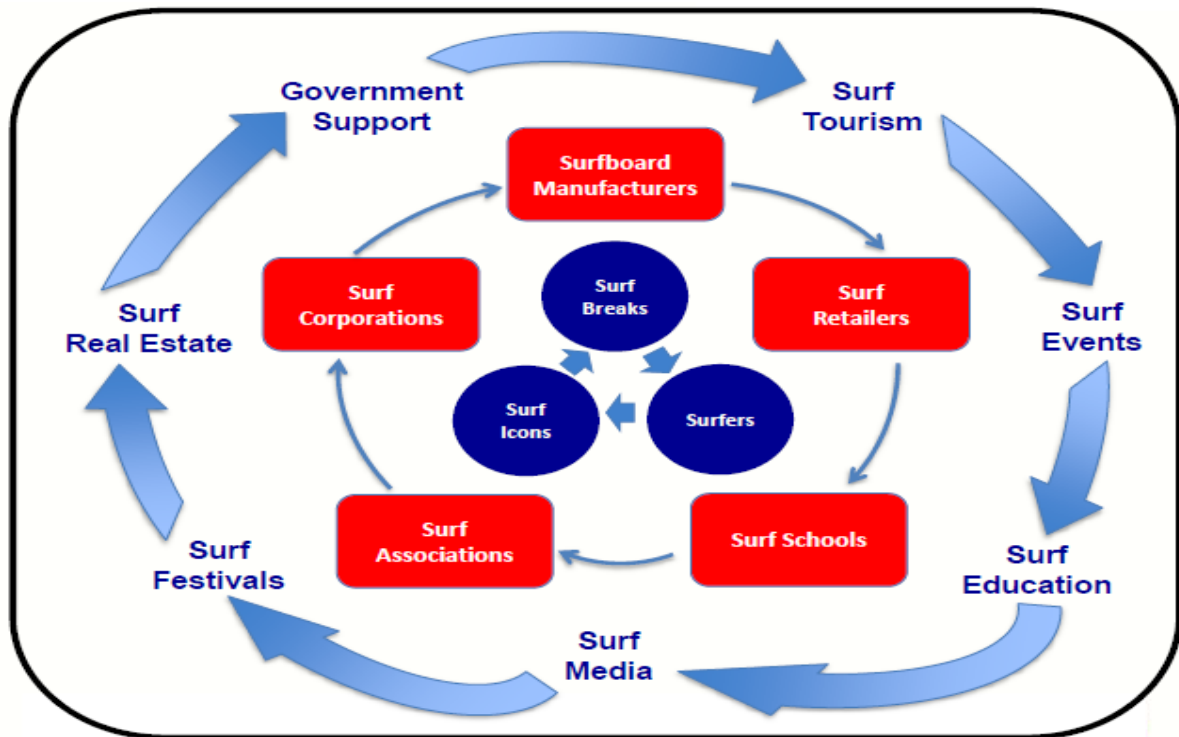 Government
Support
Surf
Tourism
Surfboard
Manufacturers
Surf
Corporations
Surf
Breaks
Surf
Retailers
Surf
Real Estate
Surf
Events
Surf
Icons
Surfers
Surf
Associations
Surf Schools
Surf
Festivals
Surf
Education
Surf
Media